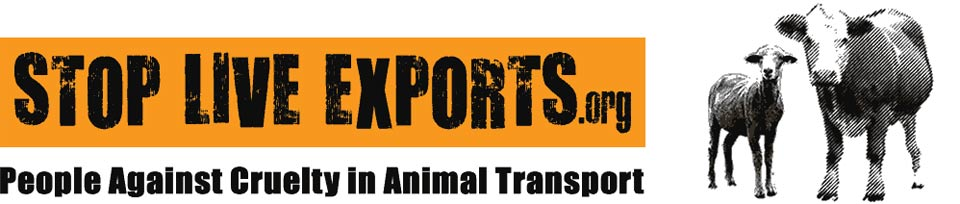 STOP LIVE EXPORTS.org
People Against Cruelty in Animal Transport